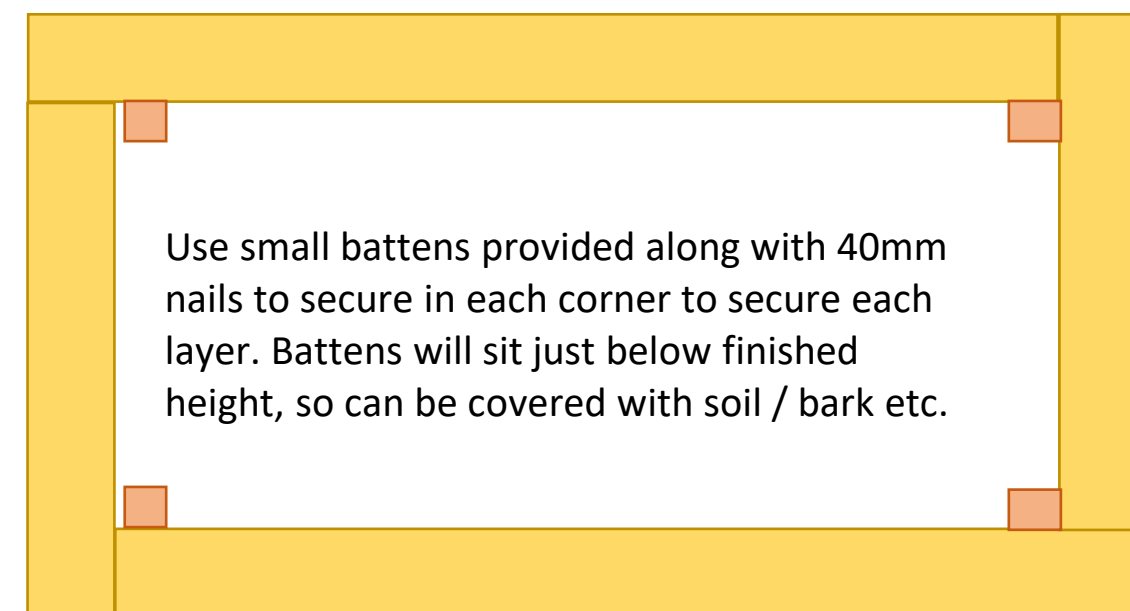 Use small battens provided along with 40mm
nails to secure in each corner to secure each
layer. Battens will sit just below finished
height, so can be covered with soil / bark etc.